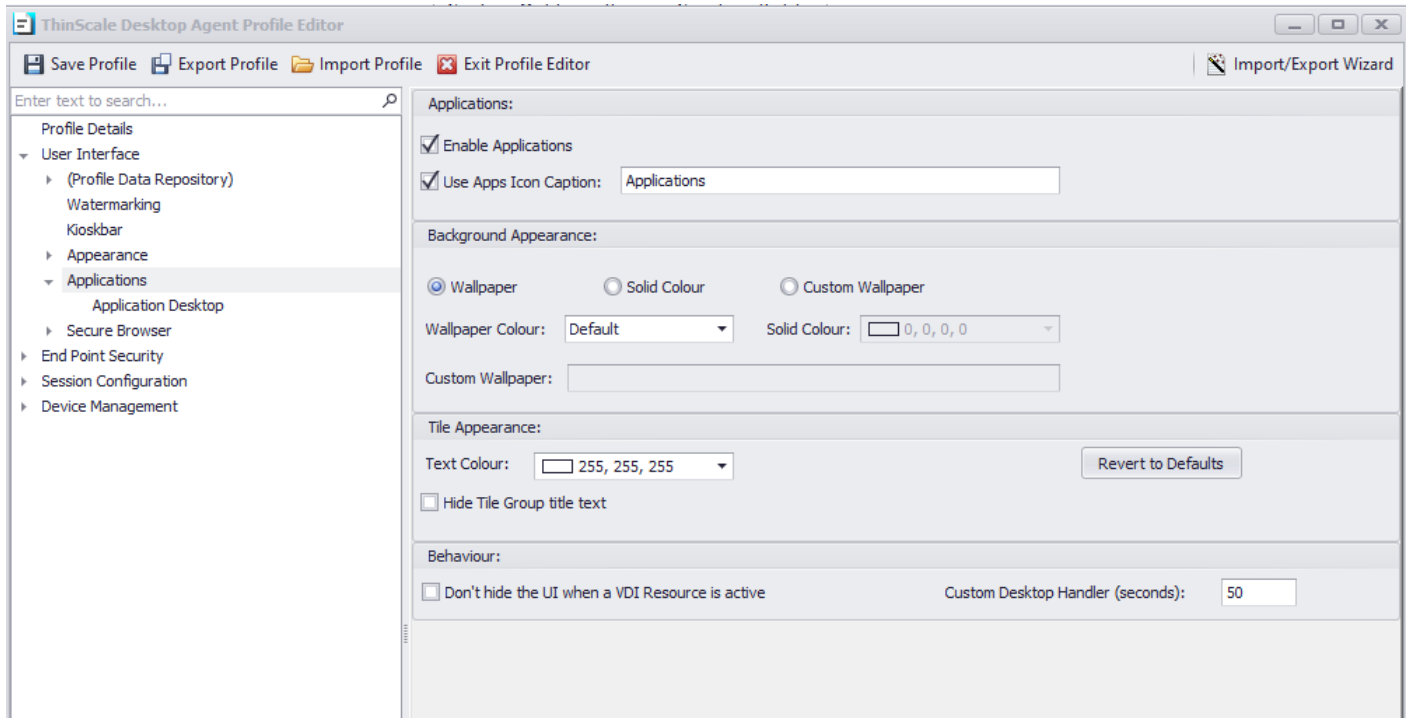 ThinScale Desktop Agent Profile Editor
Save Profile Export Profile Import Profile Exit Profile Editor Import/Export Wizard
Enter text to search...
Profile Details
User Interface
(Profile Data Repository)
Watermarking
Kioskbar
Appearance
Applications
Application Desktop
Secure Browser
End Point Security
Session Configuration
Device Management
Applications:
Enable Applications
Use Apps Icon Caption: Applications
Background Appearance:
Wallpaper Solid Colour Custom Wallpaper
Wallpaper Colour: Default Solid Colour: 0, 0, 0, 0
Custom Wallpaper:
Tile Appearance:
Text Colour: 255, 255, 255 Revert to Defaults
Hide Tile Group title text
Behaviour:
Don't hide the UI when a VDI Resource is active Custom Desktop Handler (seconds): 50